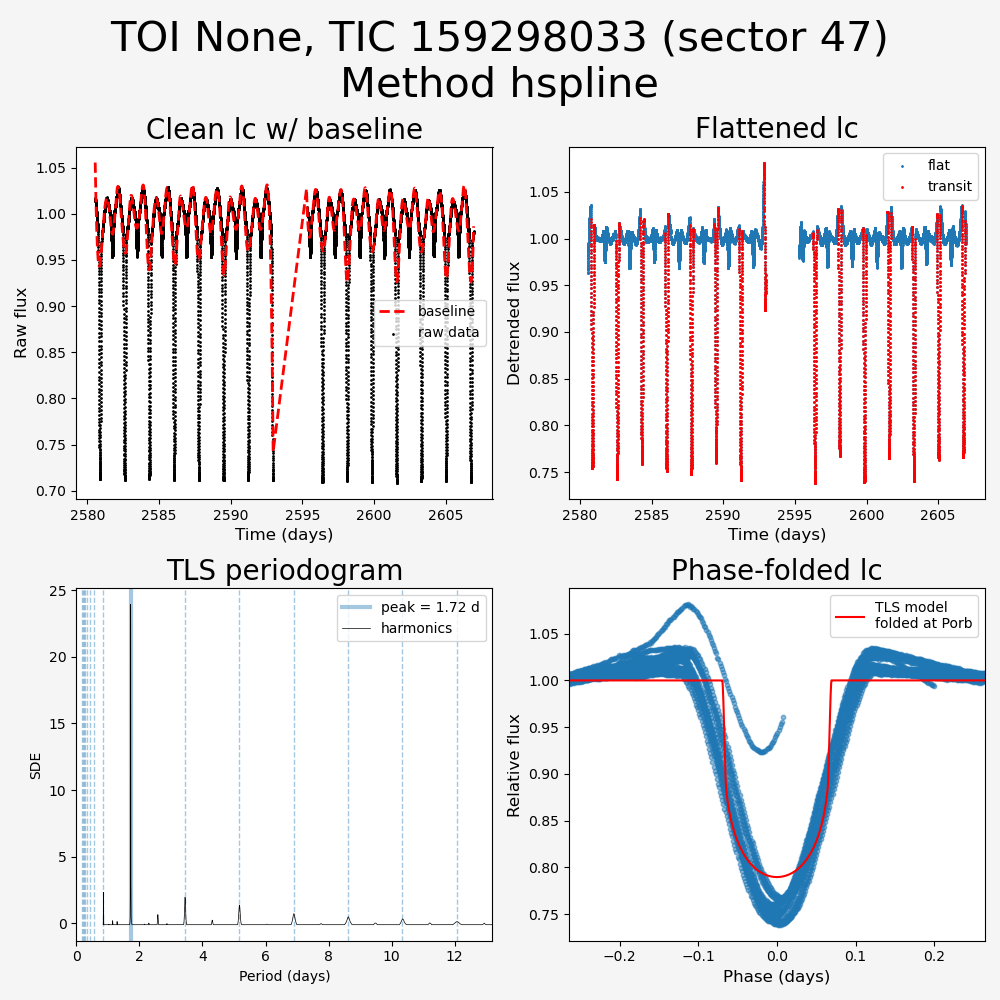 TOI None, TIC 159298033 (sector 47)
Method hspline
Clean lc w/ baseline
Raw flux
1.05
1.00
0.95
0.90
0.85
0.80
0.75
0.70
baseline
raw data
2580
2585
2590
2595
2600
2605
Time (days)
Flattened lc
Detrended flux
1.05
1.00
0.95
0.90
0.85
0.80
0.75
flat
transit
2580
2585
2590
2595
2600
2605
Time (days)
TLS periodogram
SDE
25
20
15
10
5
0
peak = 1.72 d
harmonics
0
2
4
6
8
10
12
Period (days)
Phase-folded lc
Relative flux
1.05
1.00
0.95
0.90
0.85
0.80
0.75
TLS model
folded at Porb
−0.2
−0.1
0.0
0.1
0.2
Phase (days)